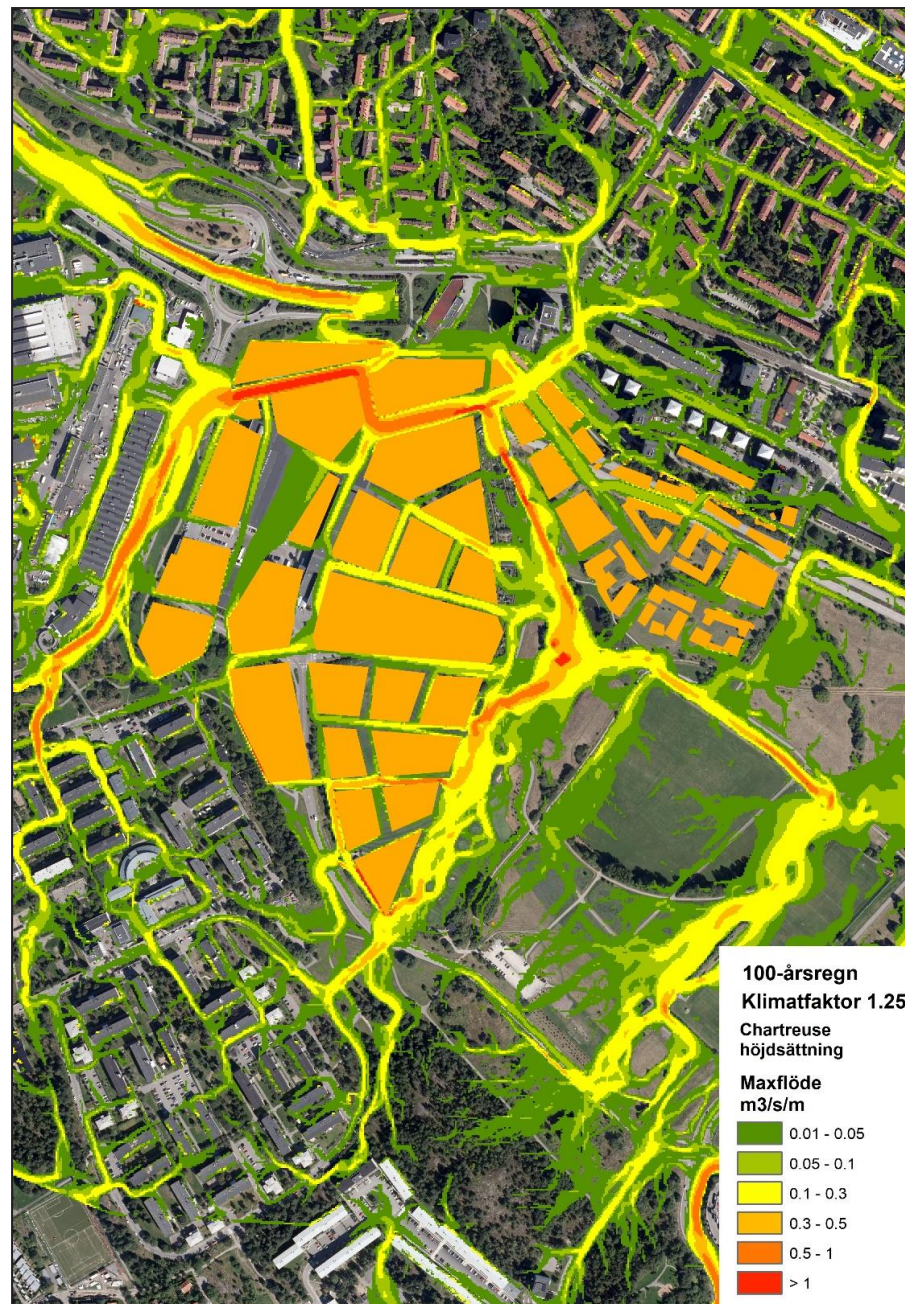 100-årsregn
Klimatfaktor 1.25
Chartreuse
höjdsättning
Maxflöde
m3/s/m
0.01 - 0.05
0.05 - 0.1
0.1 - 0.3
0.3 - 0.5
0.5 - 1
> 1